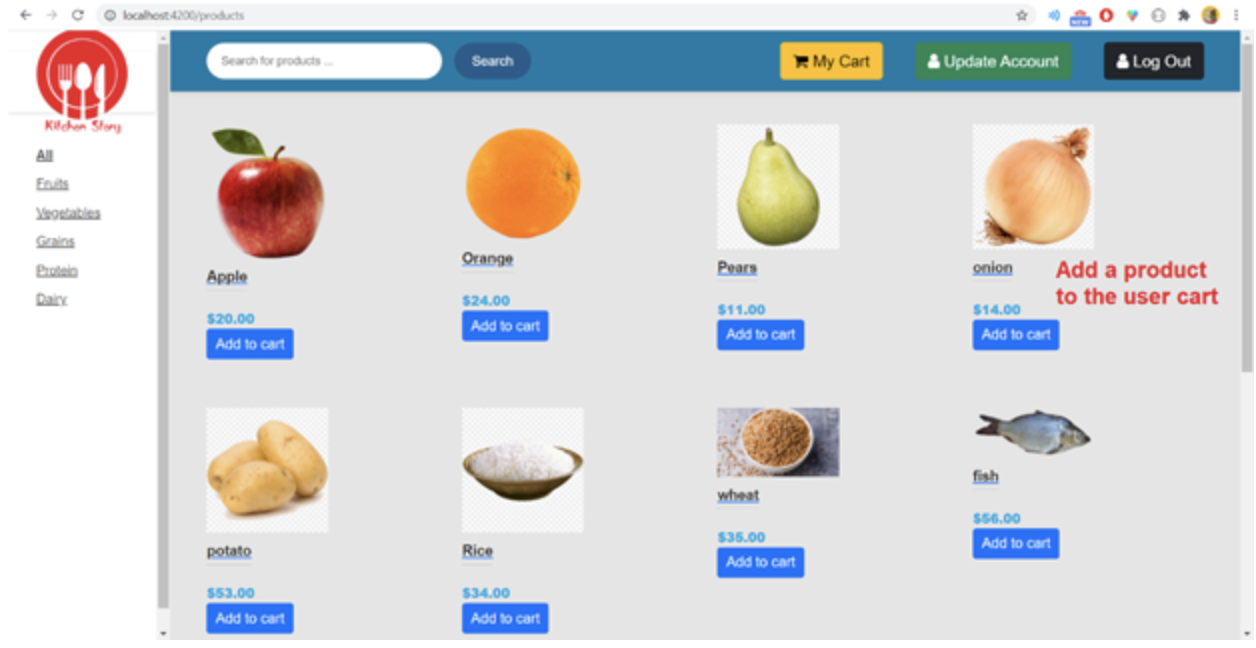 localhost:4200/products
NEW
Search for products ...
Search
My Cart
Update Account
Log Out
Kitchen Story
All
Fruits
Vegetables
Grains
Protein
Dairy
Apple
$20.00
Add to cart
Orange
$24.00
Add to cart
Pears
$11.00
Add to cart
onion
$14.00
Add to cart
Add a product
to the user cart
potato
$53.00
Add to cart
Rice
$34.00
Add to cart
wheat
$35.00
Add to cart
fish
$56.00
Add to cart